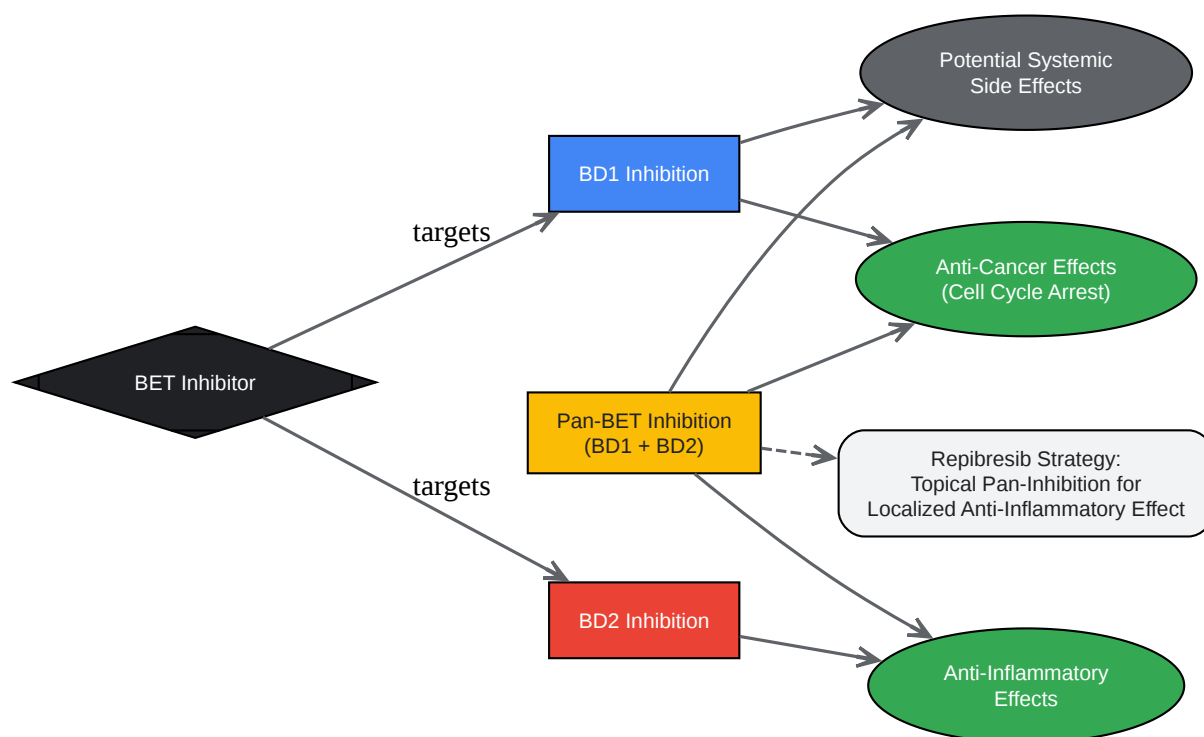 Potential Systemic
Side Effects
BD1 Inhibition
targets
Anti-Cancer Effects
(Cell Cycle Arrest)
BET Inhibitor
Pan-BET Inhibition
(BD1 + BD2)
Repibresib Strategy:
Topical Pan-Inhibition for
Localized Anti-Inflammatory Effect
targets
BD2 Inhibition
Anti-Inflammatory
Effects